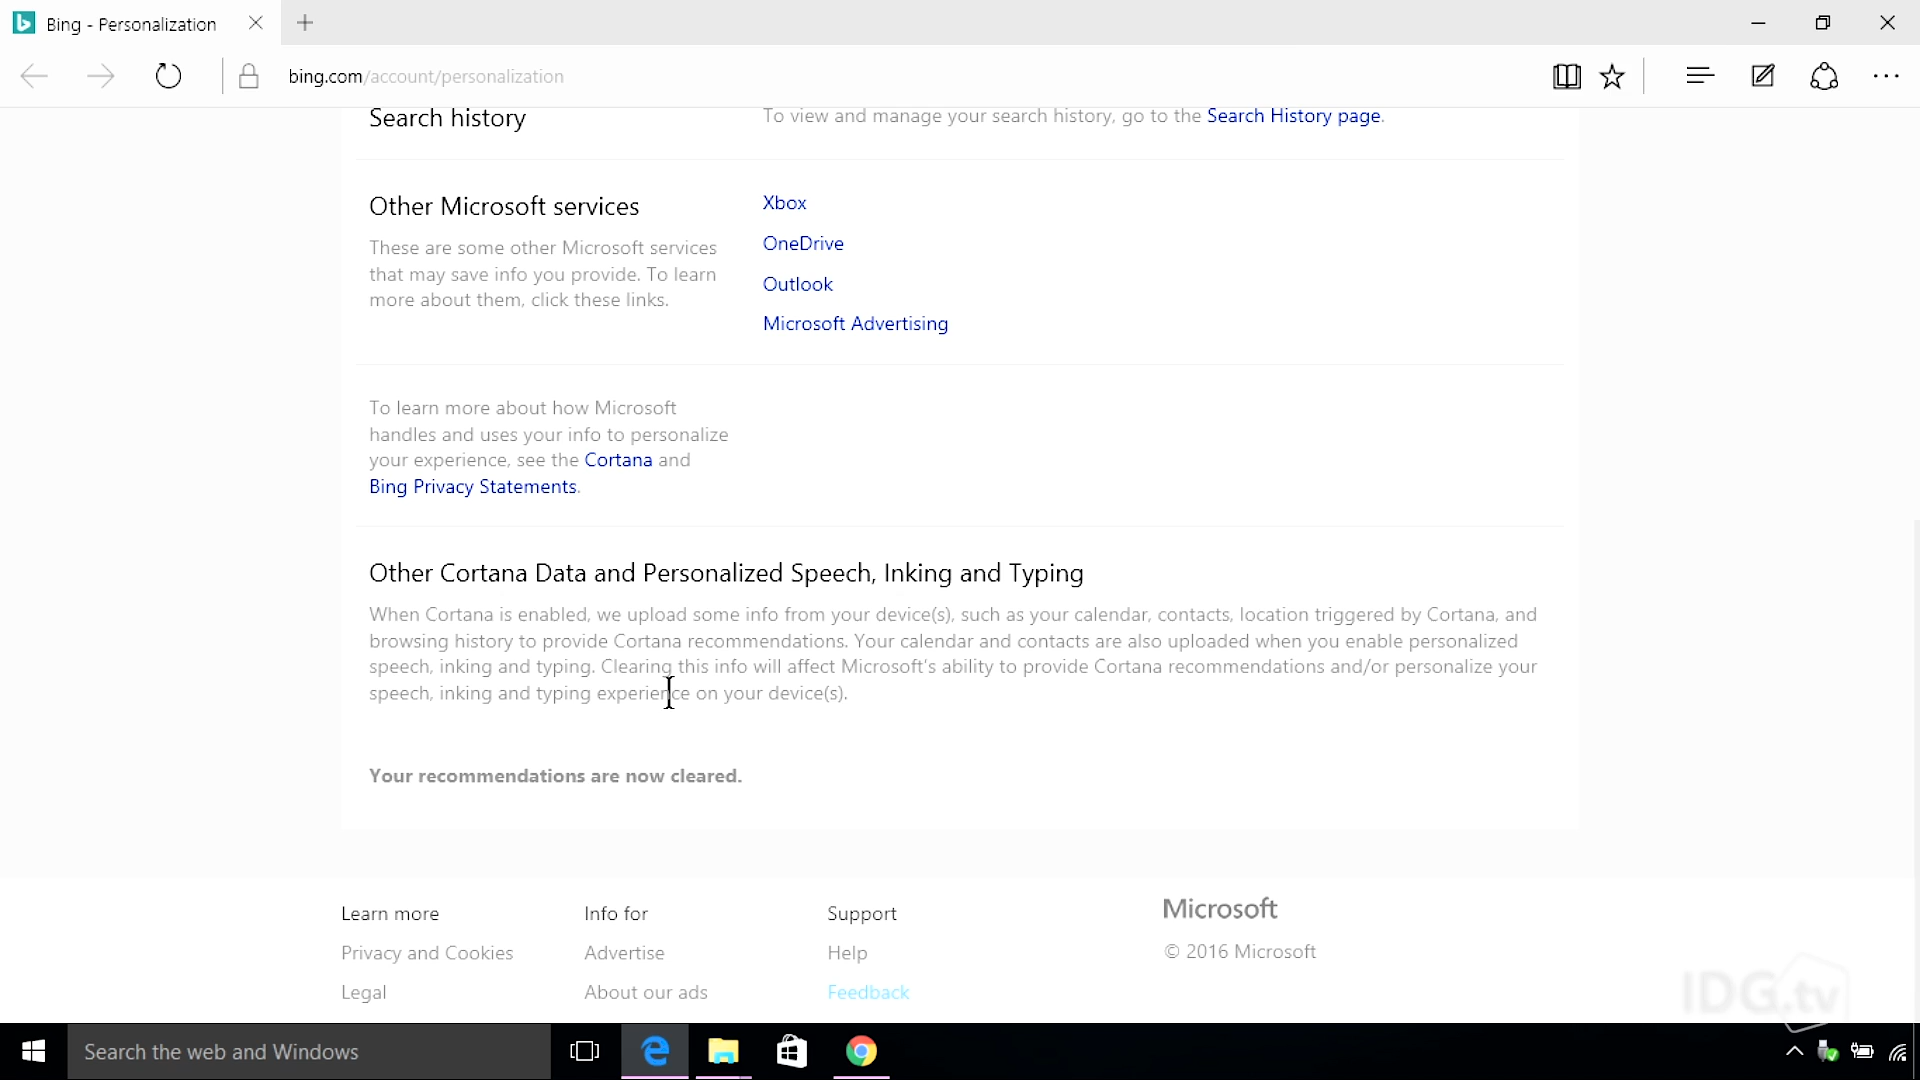 Bing - Personalization
bing.com/account/personalization
Search history
To view and manage your search history, go to the Search History page.
Other Microsoft services
These are some other Microsoft services
that may save info you provide. To learn
more about them, click these links.
Xbox
OneDrive
Outlook
Microsoft Advertising
To learn more about how Microsoft
handles and uses your info to personalize
your experience, see the Cortana and
Bing Privacy Statements.
Other Cortana Data and Personalized Speech, Inking and Typing
When Cortana is enabled, we upload some info from your device(s), such as your calendar, contacts, location triggered by Cortana, and
browsing history to provide Cortana recommendations. Your calendar and contacts are also uploaded when you enable personalized
speech, inking and typing. Clearing this info will affect Microsoft's ability to provide Cortana recommendations and/or personalize your
speech, inking and typing experience on your device(s).
Your recommendations are now cleared.
Learn more
Privacy and Cookies
Legal
Info for
Advertise
About our ads
Support
Help
Feedback
Microsoft
© 2016 Microsoft
IDG.tv
Search the web and Windows